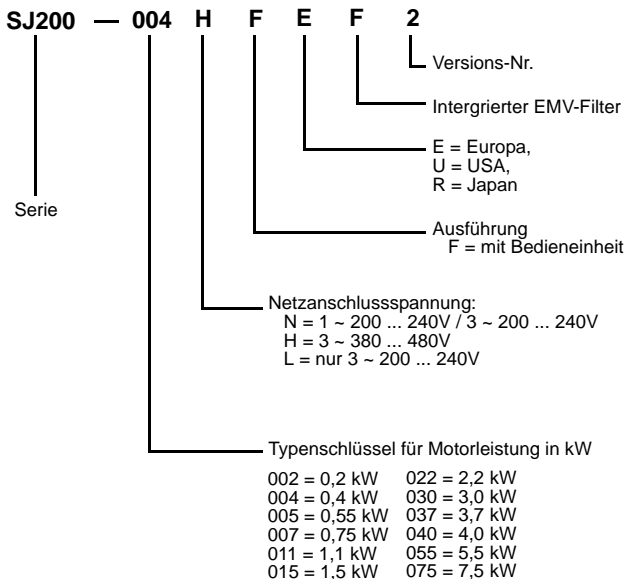 SJ200 — 004 H F E F 2
Versions-Nr.
Intergrierter EMV-Filter
E = Europa,
U = USA,
R = Japan
Serie
Ausführung
F = mit Bedieneinheit
Netzanschlussspannung:
N = 1 ~ 200 ... 240V / 3 ~ 200 ... 240V
H = 3 ~ 380 ... 480V
L = nur 3 ~ 200 ... 240V
Typenschlüssel für Motorleistung in kW
002 = 0,2 kW 022 = 2,2 kW
004 = 0,4 kW 030 = 3,0 kW
005 = 0,55 kW 037 = 3,7 kW
007 = 0,75 kW 040 = 4,0 kW
011 = 1,1 kW 055 = 5,5 kW
015 = 1,5 kW 075 = 7,5 kW